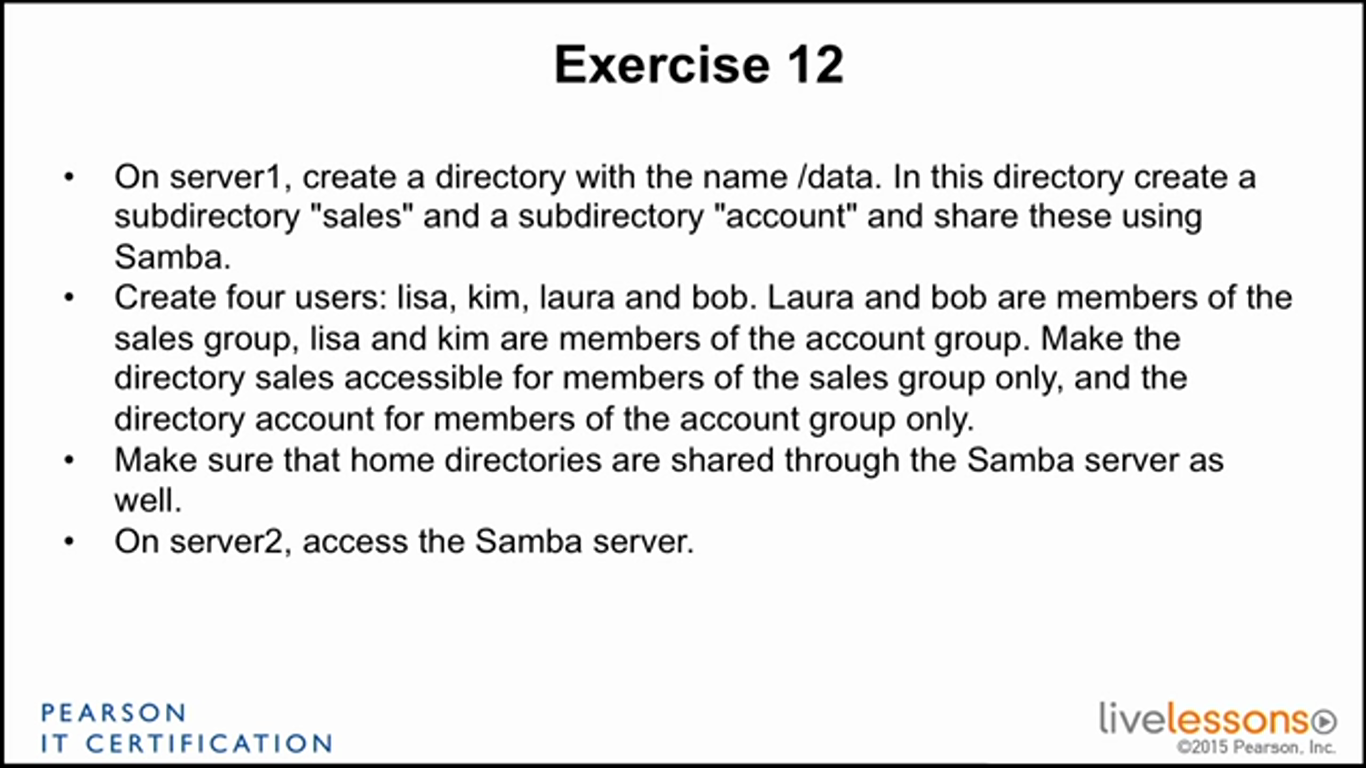 Exercise 12
• On server1, create a directory with the name /data. In this directory create a
subdirectory "sales" and a subdirectory "account" and share these using
Samba.
• Create four users: lisa, kim, laura and bob. Laura and bob are members of the
sales group, lisa and kim are members of the account group. Make the
directory sales accessible for members of the sales group only, and the
directory account for members of the account group only.
• Make sure that home directories are shared through the Samba server as
well.
• On server2, access the Samba server.
PEARSON
IT CERTIFICATION
livelessons
©2015 Pearson, Inc.